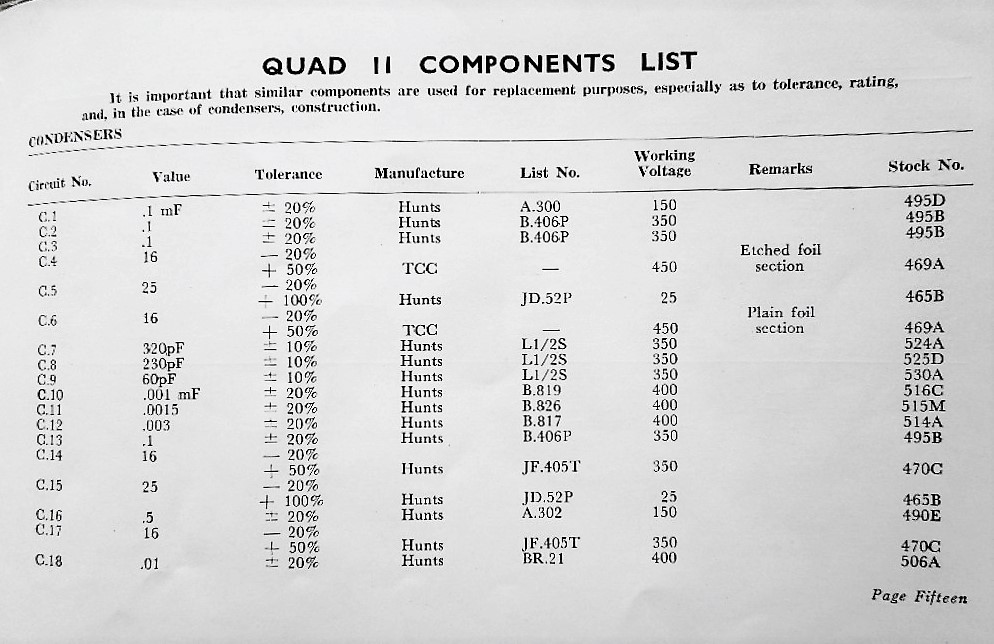 QUAD II COMPONENTS LIST
It is important that similar components are used for replacement purposes, especially as to tolerance, rating,
and, in the case of condensers, construction.
CONDENSERS
Circuit No. Value Tolerance Manufacture List No. Working Voltage Remarks Stock No.
C.1 .1 mF ± 20% Hunts A.300 150 495D
C.2 .1 ± 20% Hunts B.406P 350 495B
C.3 .1 ± 20% Hunts B.406P 350 495B
C.4 16 — 20% Etched foil
+ 50% TCC — 450 section 469A
C.5 25 — 20%
+ 100% Hunts JD.52P 25 465B
C.6 16 — 20% Plain foil
+ 50% TCC — 450 section 469A
C.7 320pF ± 10% Hunts L1/2S 350 524A
C.8 230pF ± 10% Hunts L1/2S 350 525D
C.9 60pF ± 10% Hunts L1/2S 350 530A
C.10 .001 mF ± 20% Hunts B.819 400 516C
C.11 .0015 ± 20% Hunts B.826 400 515M
C.12 .003 ± 20% Hunts B.817 400 514A
C.13 .1 ± 20% Hunts B.406P 350 495B
C.14 16 — 20%
+ 50% Hunts JF.405T 350 470C
C.15 25 — 20%
+ 100% Hunts JD.52P 25 465B
C.16 .5 ± 20% Hunts A.302 150 490E
C.17 16 — 20%
+ 50% Hunts JF.405T 350 470C
C.18 .01 ± 20% Hunts BR.21 400 506A
Page Fifteen